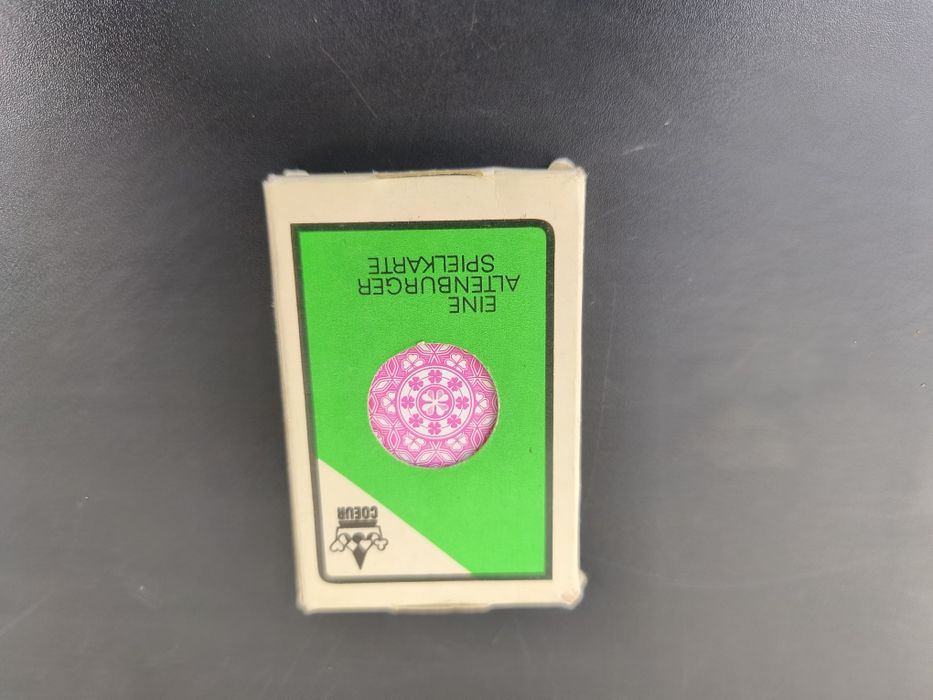 COEUR
EINE
ALTENBURGER
SPIELKARTE